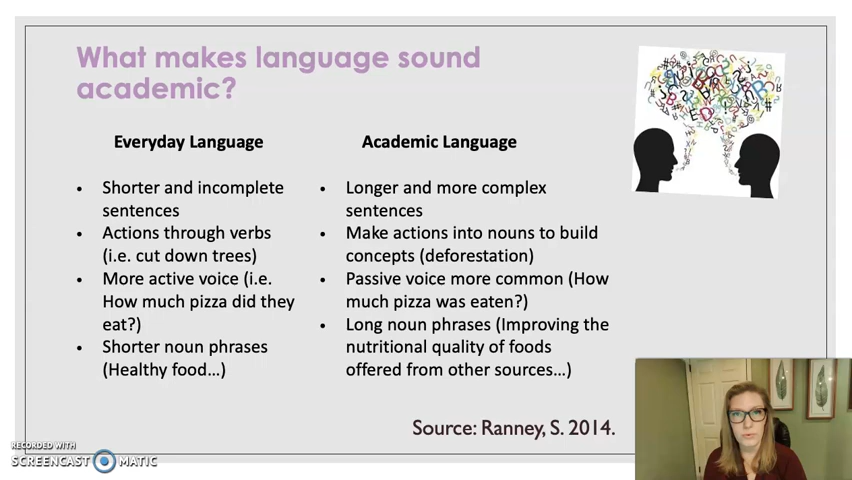 What makes language sound
academic?
Everyday Language
• Shorter and incomplete
sentences
• Actions through verbs
(i.e. cut down trees)
• More active voice (i.e.
How much pizza did they
eat?)
• Shorter noun phrases
(Healthy food…)
Academic Language
• Longer and more complex
sentences
• Make actions into nouns to build
concepts (deforestation)
• Passive voice more common (How
much pizza was eaten?)
• Long noun phrases (Improving the
nutritional quality of foods
offered from other sources…)
Source: Ranney, S. 2014.
RECORDED WITH
SCREENCAST MATIC